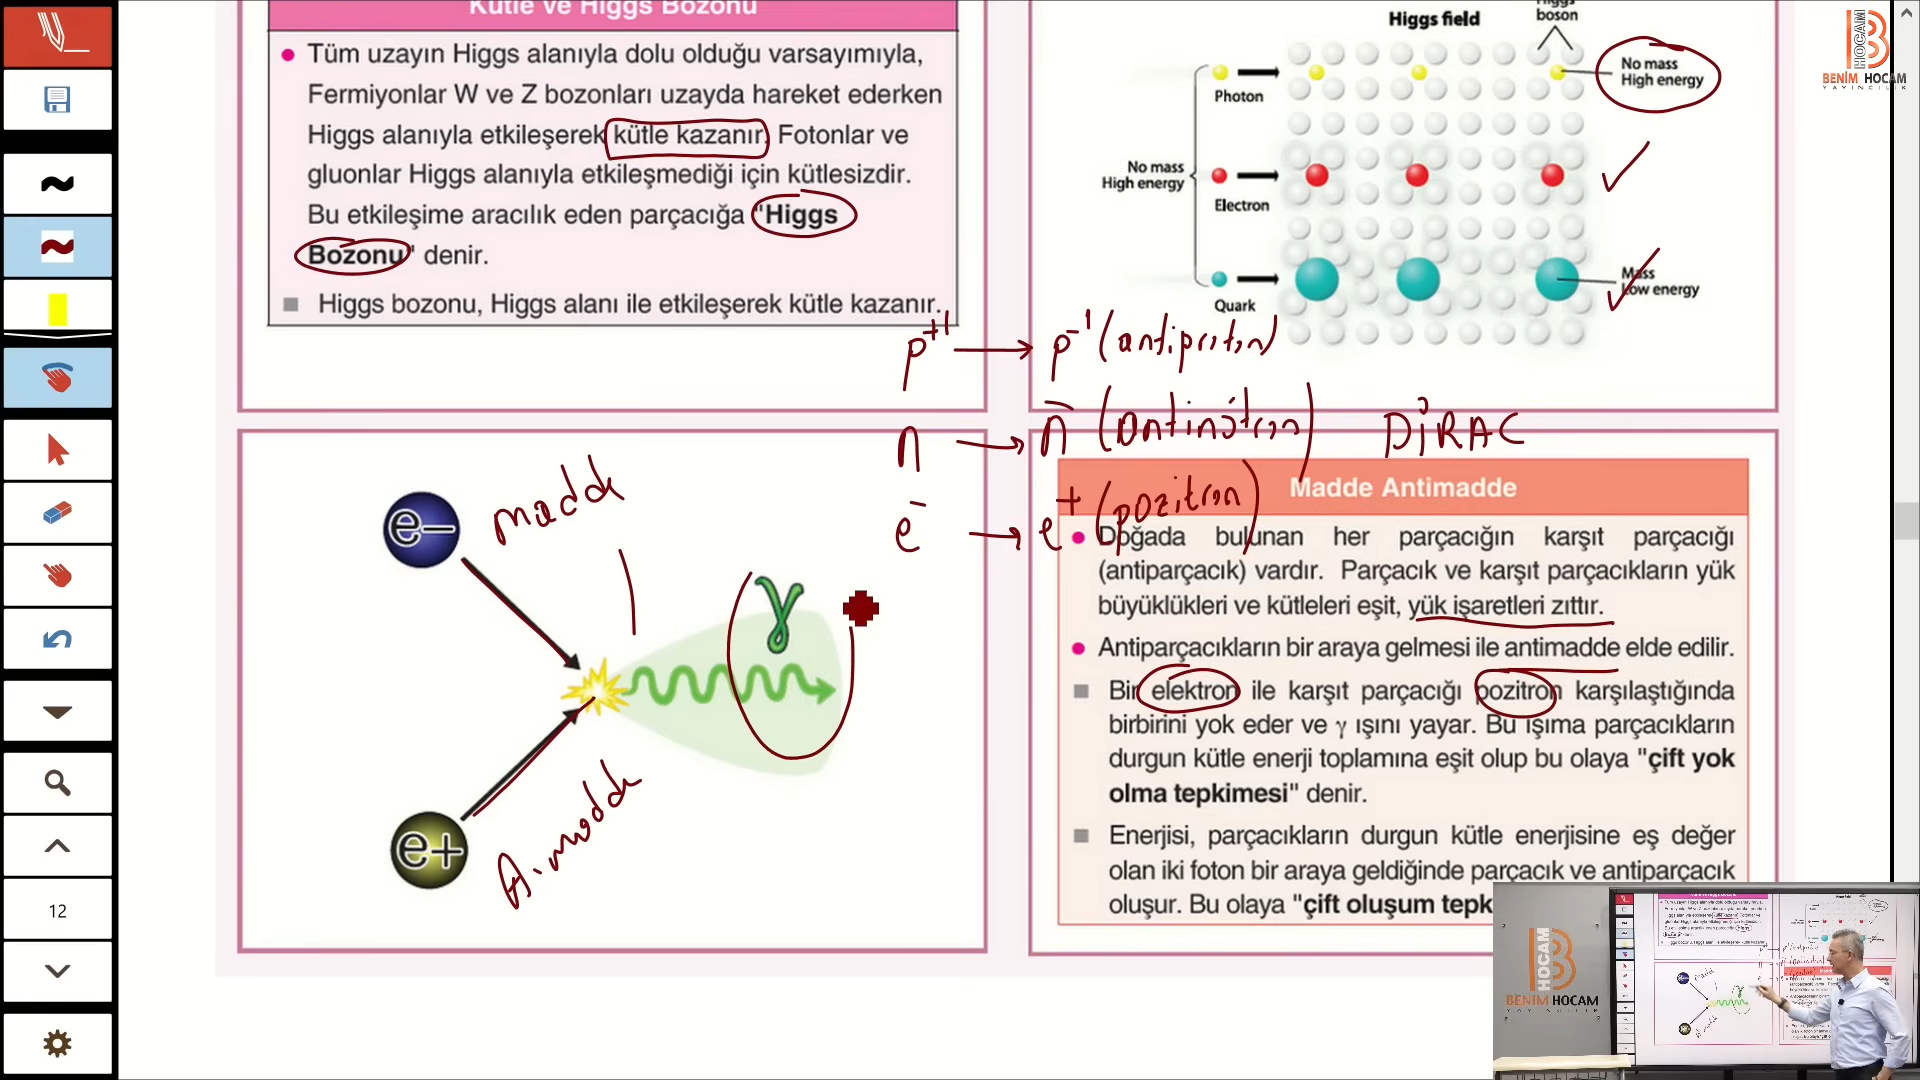 Kütle ve Higgs Bozonu
Tüm uzayın Higgs alanıyla dolu olduğu varsayımıyla,
Fermiyonlar W ve Z bozonları uzayda hareket ederken
Higgs alanıyla etkileşerek kütle kazanır. Fotonlar ve
gluonlar Higgs alanıyla etkileşmediği için kütlesizdir.
Bu etkileşime aracılık eden parçacığa "Higgs
Bozonu" denir.
Higgs bozonu, Higgs alanı ile etkileşerek kütle kazanır.
Higgs field
Higgs
boson
No mass
High energy
Photon
No mass
High energy
Electron
Quark
Mass
Low energy
p+1 → p-1 (antiproton)
n → n̄ (antinötron)
e- → e+ (pozitron)
DİRAC
e−
madde
γ
e+
A.madde
Madde Antimadde
Doğada bulunan her parçacığın karşıt parçacığı
(antiparçacık) vardır. Parçacık ve karşıt parçacıkların yük
büyüklükleri ve kütleleri eşit, yük işaretleri zıttır.
Antiparçacıkların bir araya gelmesi ile antimadde elde edilir.
Bir elektron ile karşıt parçacığı pozitron karşılaştığında
birbirini yok eder ve γ ışını yayar. Bu ışıma parçacıkların
durgun kütle enerji toplamına eşit olup bu olaya "çift yok
olma tepkimesi" denir.
Enerjisi, parçacıkların durgun kütle enerjisine eş değer
olan iki foton bir araya geldiğinde parçacık ve antiparçacık
oluşur. Bu olaya "çift oluşum tepk
12
HOCAM
BENİM HOCAM
YAYINCILIK
HOCAM
BENİM HOCAM
YAYINCILIK